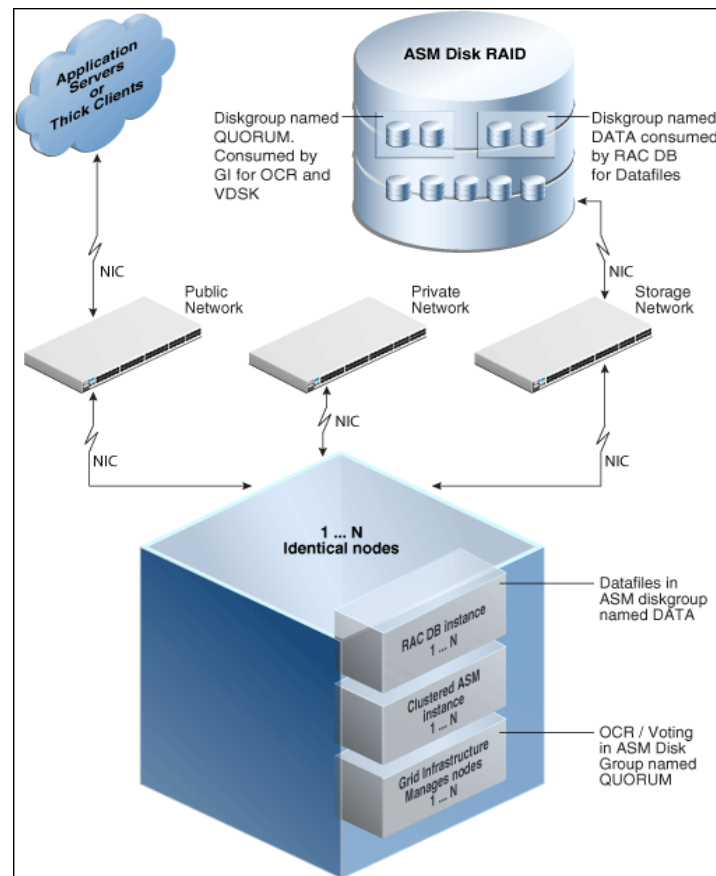 Application
Servers
or
Thick Clients
ASM Disk RAID
Diskgroup named
QUORUM.
Consumed by
GI for OCR and
VDSK
Diskgroup named
DATA consumed
by RAC DB
for Datafiles
NIC
NIC
Public
Network
Private
Network
Storage
Network
NIC
NIC
NIC
1 ... N
Identical nodes
RAC DB instance
1 ... N
Clustered ASM
instance
1 ... N
Grid Infrastructure
Manages nodes
1 ... N
Datafiles in
ASM diskgroup
named DATA
OCR / Voting
in ASM Disk
Group named
QUORUM